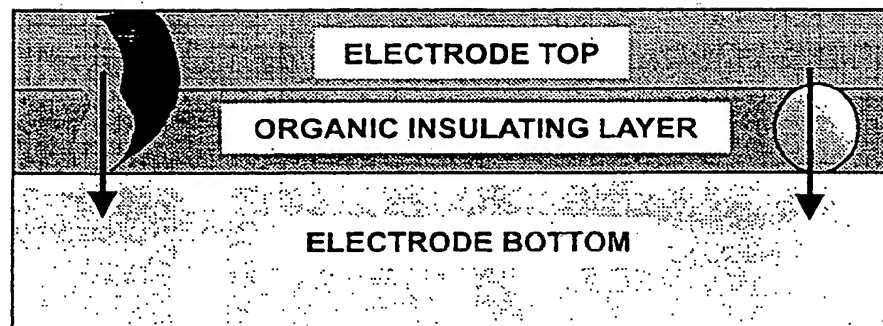 ELECTRODE TOP
ORGANIC INSULATING LAYER
ELECTRODE BOTTOM